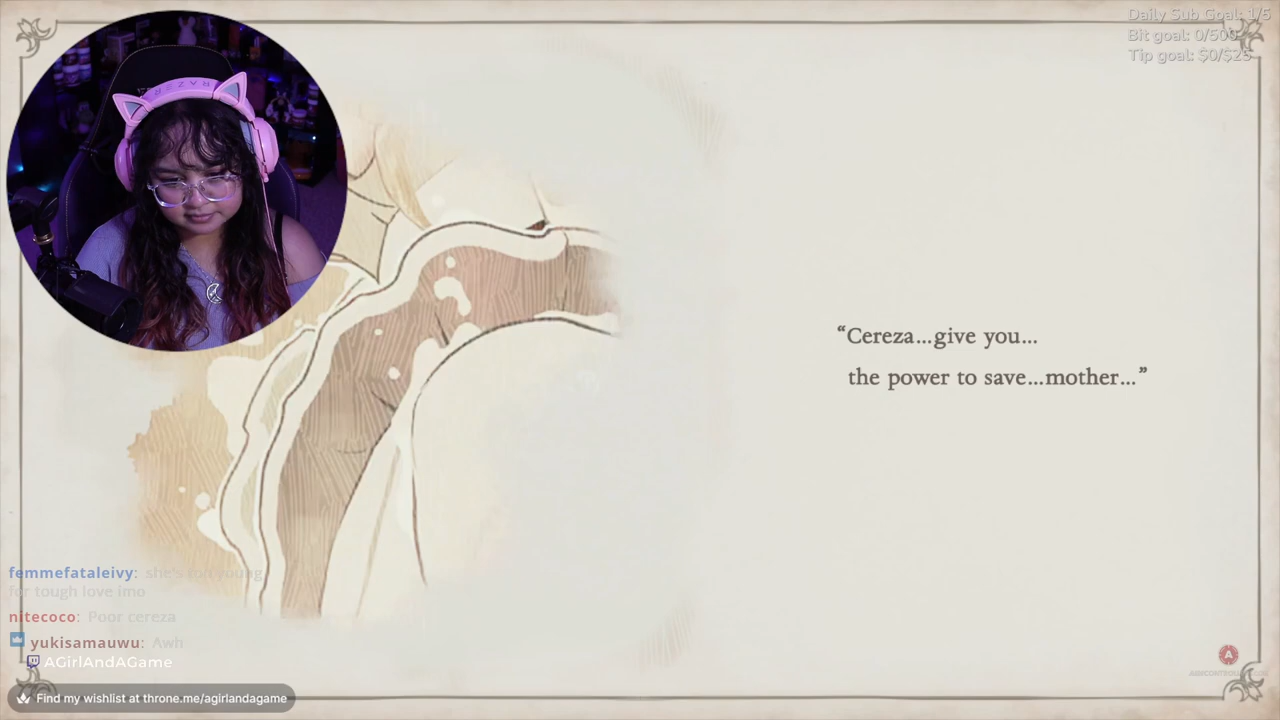 Daily Sub Goal: 1/5
Bit goal: 0/500
Tip goal: $0/$25
RAZER
“Cereza...give you...
the power to save...mother...”
femmefataleivy: she's too young
for tough love imo
nitecoco: Poor cereza
yukisamauwu: Awh
AGirlAndAGame
A
Find my wishlist at throne.me/agirlandagame